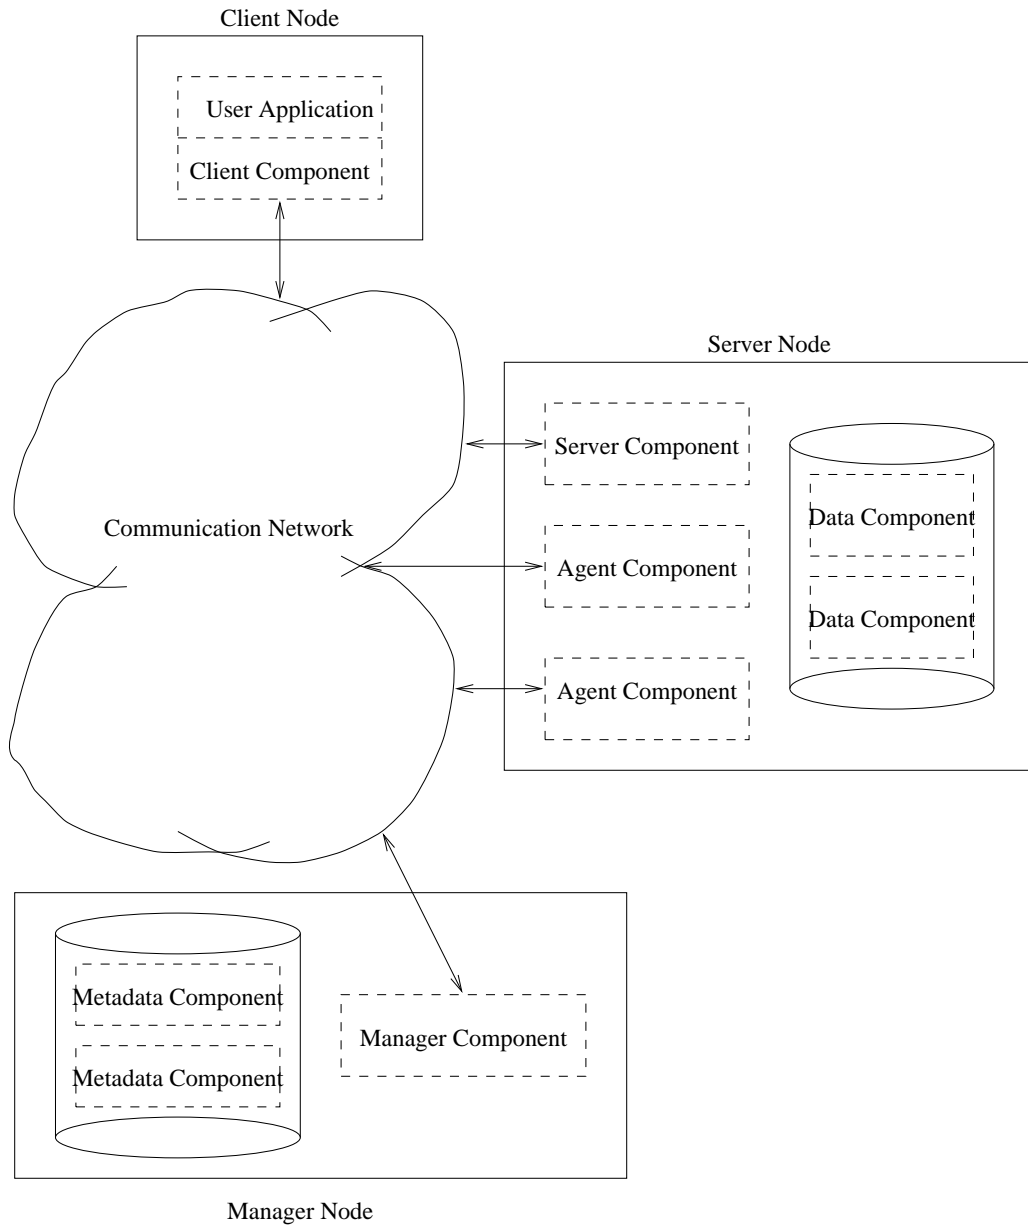 Client Node
User Application
Client Component
Server Node
Server Component
Data Component
Communication Network
Agent Component
Data Component
Agent Component
Metadata Component
Manager Component
Metadata Component
Manager Node